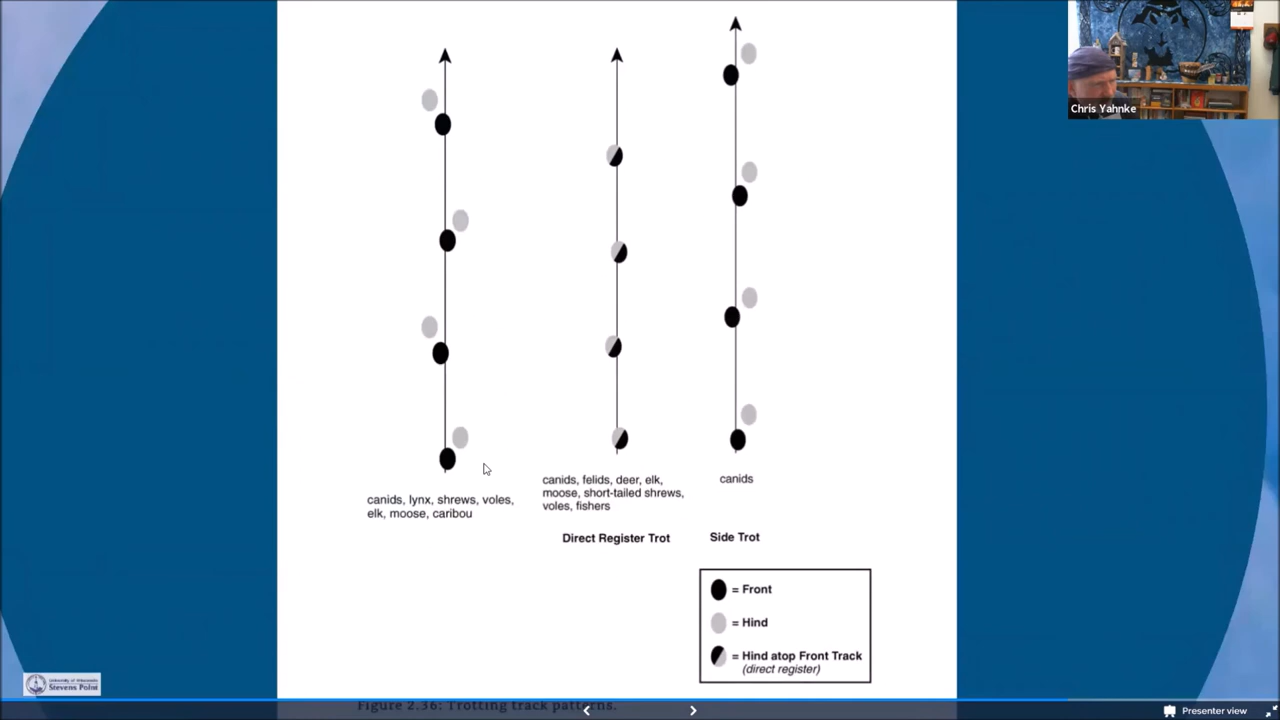 Chris Yahnke
canids, lynx, shrews, voles,
elk, moose, caribou
canids, felids, deer, elk,
moose, short-tailed shrews,
voles, fishers
Direct Register Trot
canids
Side Trot
= Front
= Hind
= Hind atop Front Track
(direct register)
University of Wisconsin
Stevens Point
Figure 2.36: Trotting track patterns.
Presenter view